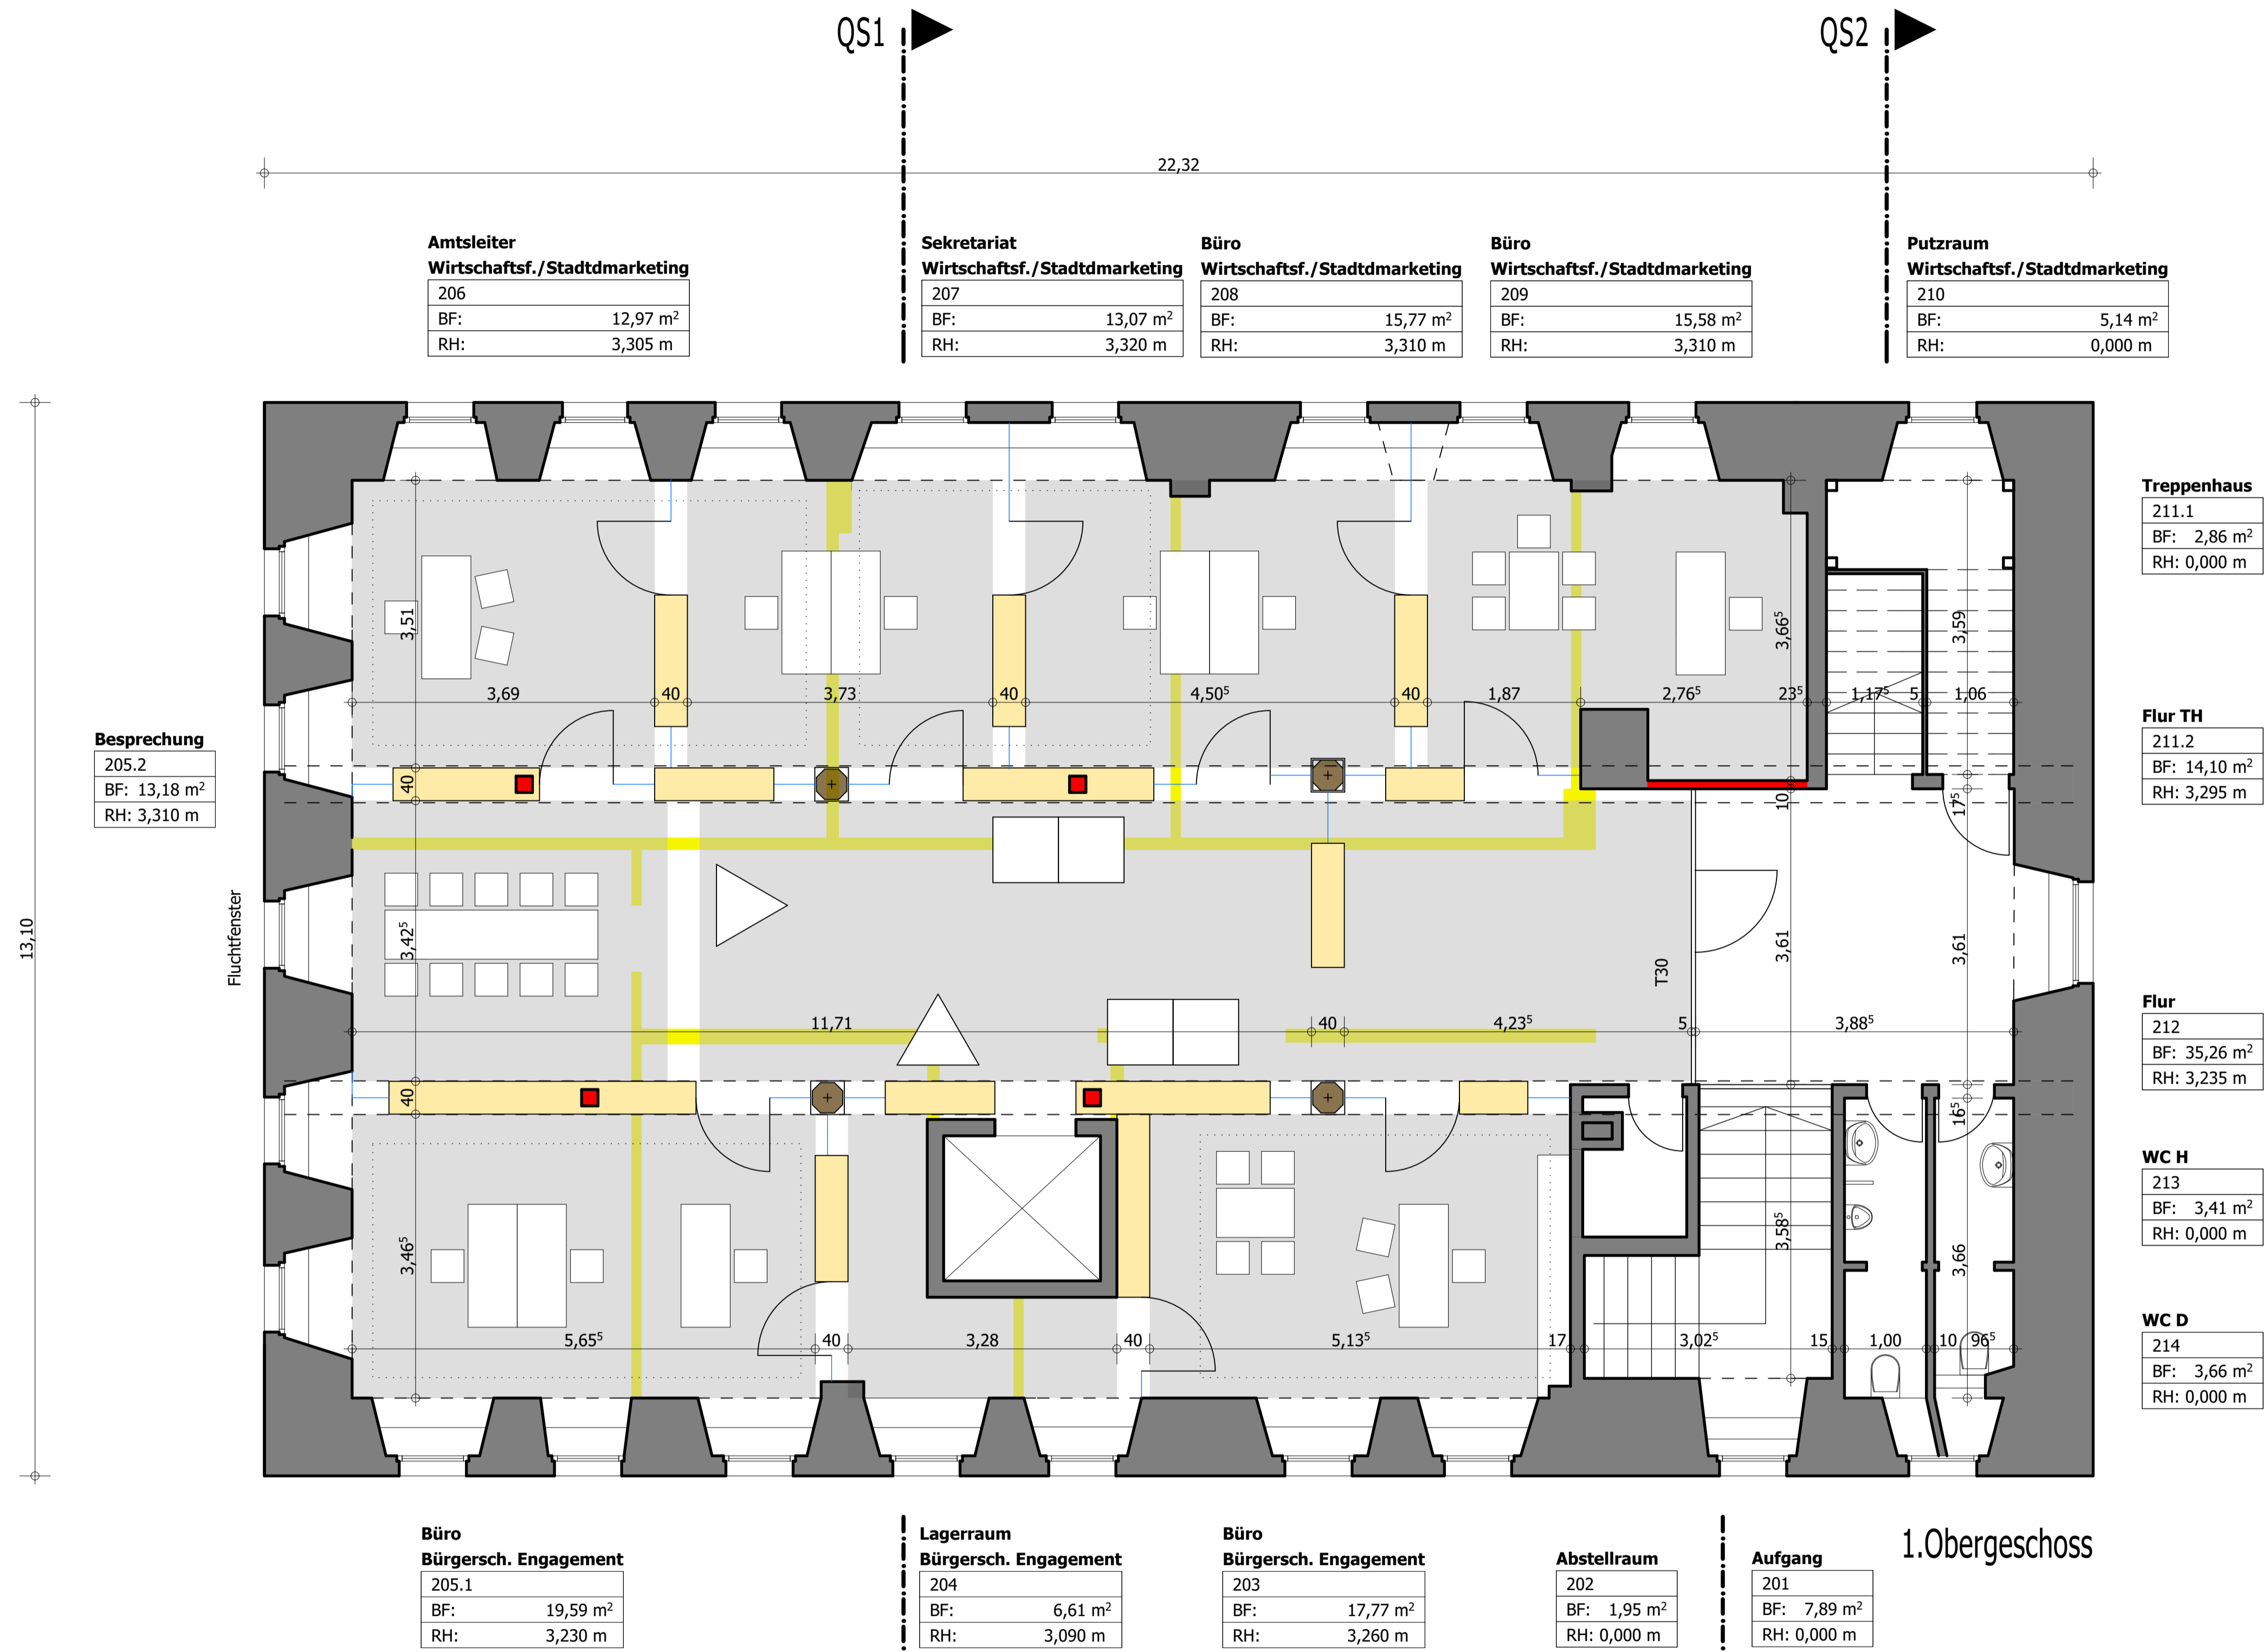 QS1
QS2
22,32
Amtsleiter
Wirtschaftsf./Stadtdmarketing
206
BF: 12,97 m²
RH: 3,305 m
Sekretariat
Wirtschaftsf./Stadtdmarketing
207
BF: 13,07 m²
RH: 3,320 m
Büro
Wirtschaftsf./Stadtdmarketing
208
BF: 15,77 m²
RH: 3,310 m
Büro
Wirtschaftsf./Stadtdmarketing
209
BF: 15,58 m²
RH: 3,310 m
Putzraum
Wirtschaftsf./Stadtdmarketing
210
BF: 5,14 m²
RH: 0,000 m
Treppenhaus
211.1
BF: 2,86 m²
RH: 0,000 m
3,51
3,66⁵
3,59
3,69
40
3,73
40
4,50⁵
40
1,87
2,76⁵
23⁵
1,17⁵
5
1,06
Flur TH
211.2
BF: 14,10 m²
RH: 3,295 m
Besprechung
205.2
BF: 13,18 m²
RH: 3,310 m
40
10
17⁵
13,10
Fluchtfenster
3,42⁵
T30
3,61
3,61
11,71
40
4,23⁵
5
3,88⁵
Flur
212
BF: 35,26 m²
RH: 3,235 m
40
16⁵
WC H
213
BF: 3,41 m²
RH: 0,000 m
3,46⁵
3,58⁵
3,66
5,65⁵
40
3,28
40
5,13⁵
17
3,02⁵
15
1,00
10
96⁵
WC D
214
BF: 3,66 m²
RH: 0,000 m
Büro
Bürgersch. Engagement
205.1
BF: 19,59 m²
RH: 3,230 m
Lagerraum
Bürgersch. Engagement
204
BF: 6,61 m²
RH: 3,090 m
Büro
Bürgersch. Engagement
203
BF: 17,77 m²
RH: 3,260 m
Abstellraum
202
BF: 1,95 m²
RH: 0,000 m
Aufgang
201
BF: 7,89 m²
RH: 0,000 m
1.Obergeschoss